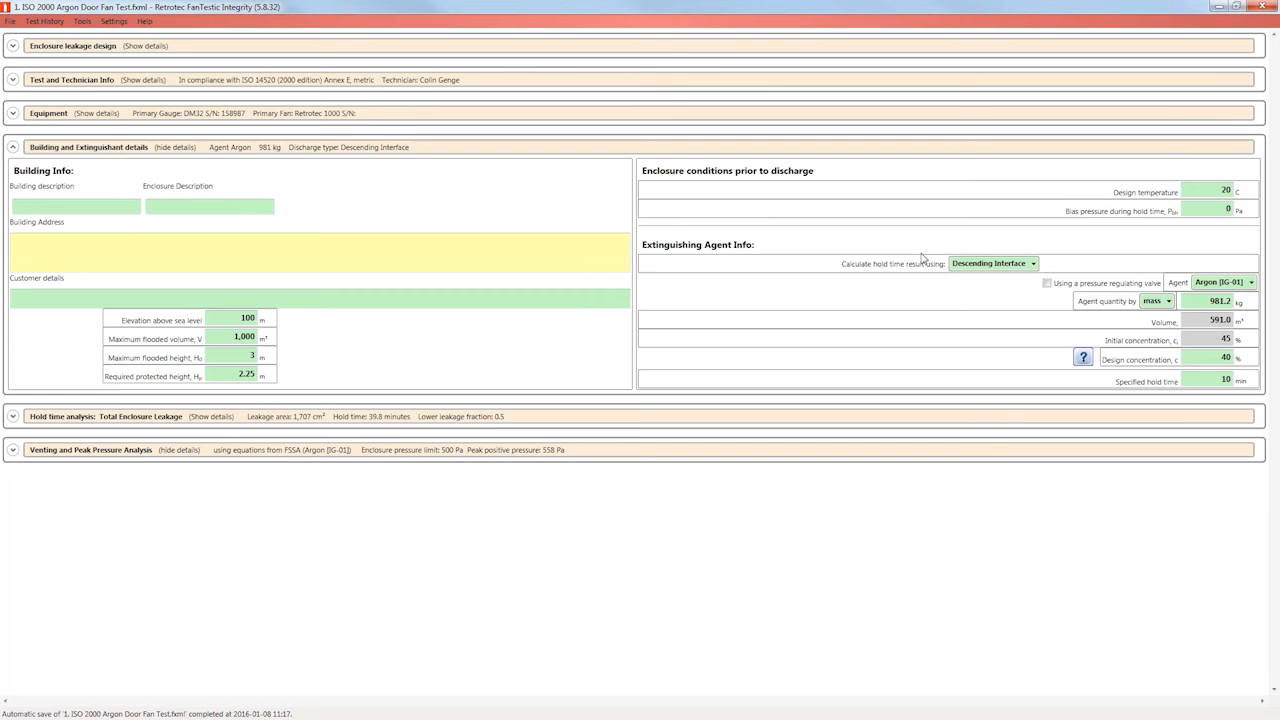 1. ISO 2000 Argon Door Fan Test.fxml - Retrotec FanTestic Integrity (5.8.32)
File Test History Tools Settings Help
Enclosure leakage design (Show details)
Test and Technician Info (Show details) In compliance with ISO 14520 (2000 edition) Annex E, metric Technician: Colin Genge
Equipment (Show details) Primary Gauge: DM32 S/N: 158987 Primary Fan: Retrotec 1000 S/N:
Building and Extinguishant details (hide details) Agent Argon 981 kg Discharge type: Descending Interface
Building Info:
Building description Enclosure Description
Building Address
Customer details
Elevation above sea level 100 m
Maximum flooded volume, V 1,000 m³
Maximum flooded height, H₀ 3 m
Required protected height, Hₚ 2.25 m
Enclosure conditions prior to discharge
Design temperature 20 C
Bias pressure during hold time, Pbh 0 Pa
Extinguishing Agent Info:
Calculate hold time result using: Descending Interface
Using a pressure regulating valve Agent Argon [IG-01]
Agent quantity by mass 981.2 kg
Volume, 591.0 m³
Initial concentration, cᵢ 45 %
? Design concentration, c 40 %
Specified hold time 10 min
Hold time analysis: Total Enclosure Leakage (Show details) Leakage area: 1,707 cm² Hold time: 39.8 minutes Lower leakage fraction: 0.5
Venting and Peak Pressure Analysis (hide details) using equations from FSSA (Argon [IG-01]) Enclosure pressure limit: 500 Pa Peak positive pressure: 558 Pa
Automatic save of '1. ISO 2000 Argon Door Fan Test.fxml' completed at 2016-01-08 11:17.